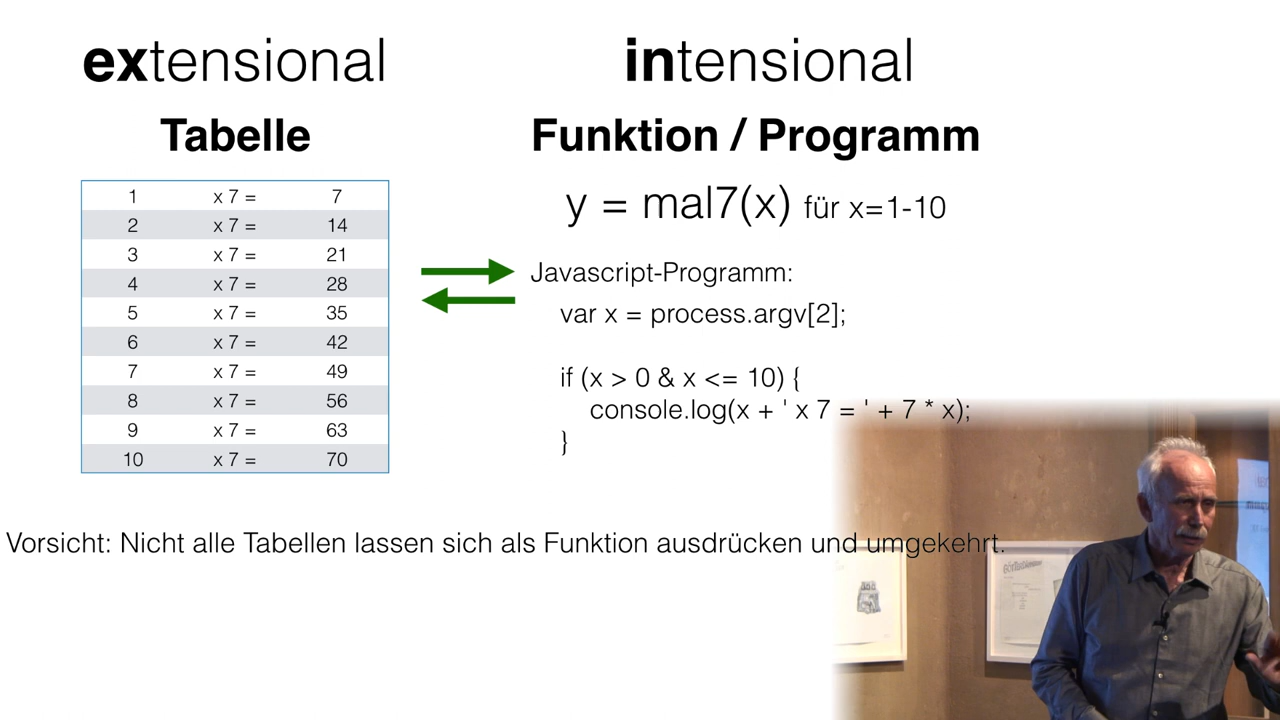 extensional
Tabelle
1 x 7 = 7
2 x 7 = 14
3 x 7 = 21
4 x 7 = 28
5 x 7 = 35
6 x 7 = 42
7 x 7 = 49
8 x 7 = 56
9 x 7 = 63
10 x 7 = 70
intensional
Funktion / Programm
y = mal7(x) für x=1-10
Javascript-Programm:
var x = process.argv[2];
if (x > 0 & x <= 10) {
console.log(x + ' x 7 = ' + 7 * x);
}
Vorsicht: Nicht alle Tabellen lassen sich als Funktion ausdrücken und umgekehrt.